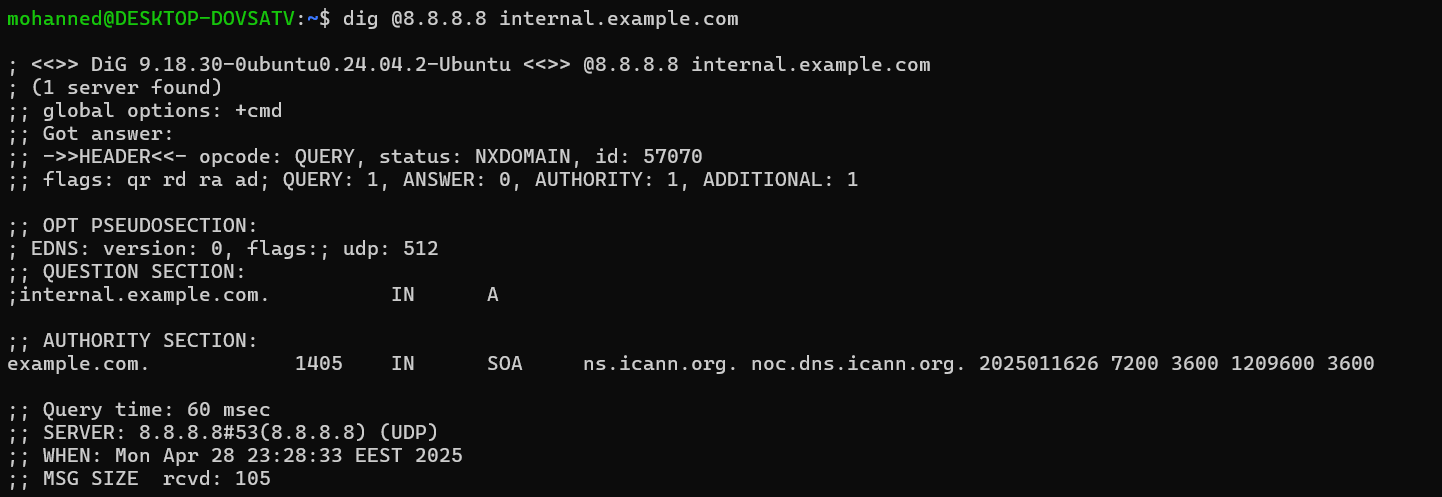 mohanned@DESKTOP-DOVSATV:~$ dig @8.8.8.8 internal.example.com
; <<>> DiG 9.18.30-0ubuntu0.24.04.2-Ubuntu <<>> @8.8.8.8 internal.example.com
; (1 server found)
;; global options: +cmd
;; Got answer:
;; ->>HEADER<<- opcode: QUERY, status: NXDOMAIN, id: 57070
;; flags: qr rd ra ad; QUERY: 1, ANSWER: 0, AUTHORITY: 1, ADDITIONAL: 1
;; OPT PSEUDOSECTION:
; EDNS: version: 0, flags:; udp: 512
;; QUESTION SECTION:
;internal.example.com. IN A
;; AUTHORITY SECTION:
example.com. 1405 IN SOA ns.icann.org. noc.dns.icann.org. 2025011626 7200 3600 1209600 3600
;; Query time: 60 msec
;; SERVER: 8.8.8.8#53(8.8.8.8) (UDP)
;; WHEN: Mon Apr 28 23:28:33 EEST 2025
;; MSG SIZE rcvd: 105